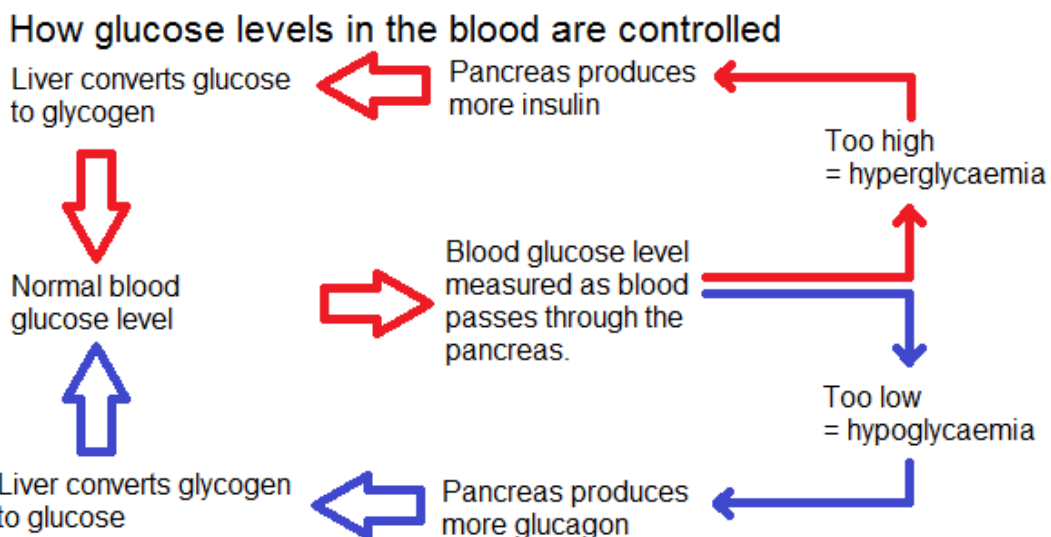 How glucose levels in the blood are controlled
Liver converts glucose
to glycogen
Pancreas produces
more insulin
Too high
= hyperglycaemia
Normal blood
glucose level
Blood glucose level
measured as blood
passes through the
pancreas.
Too low
= hypoglycaemia
Liver converts glycogen
to glucose
Pancreas produces
more glucagon